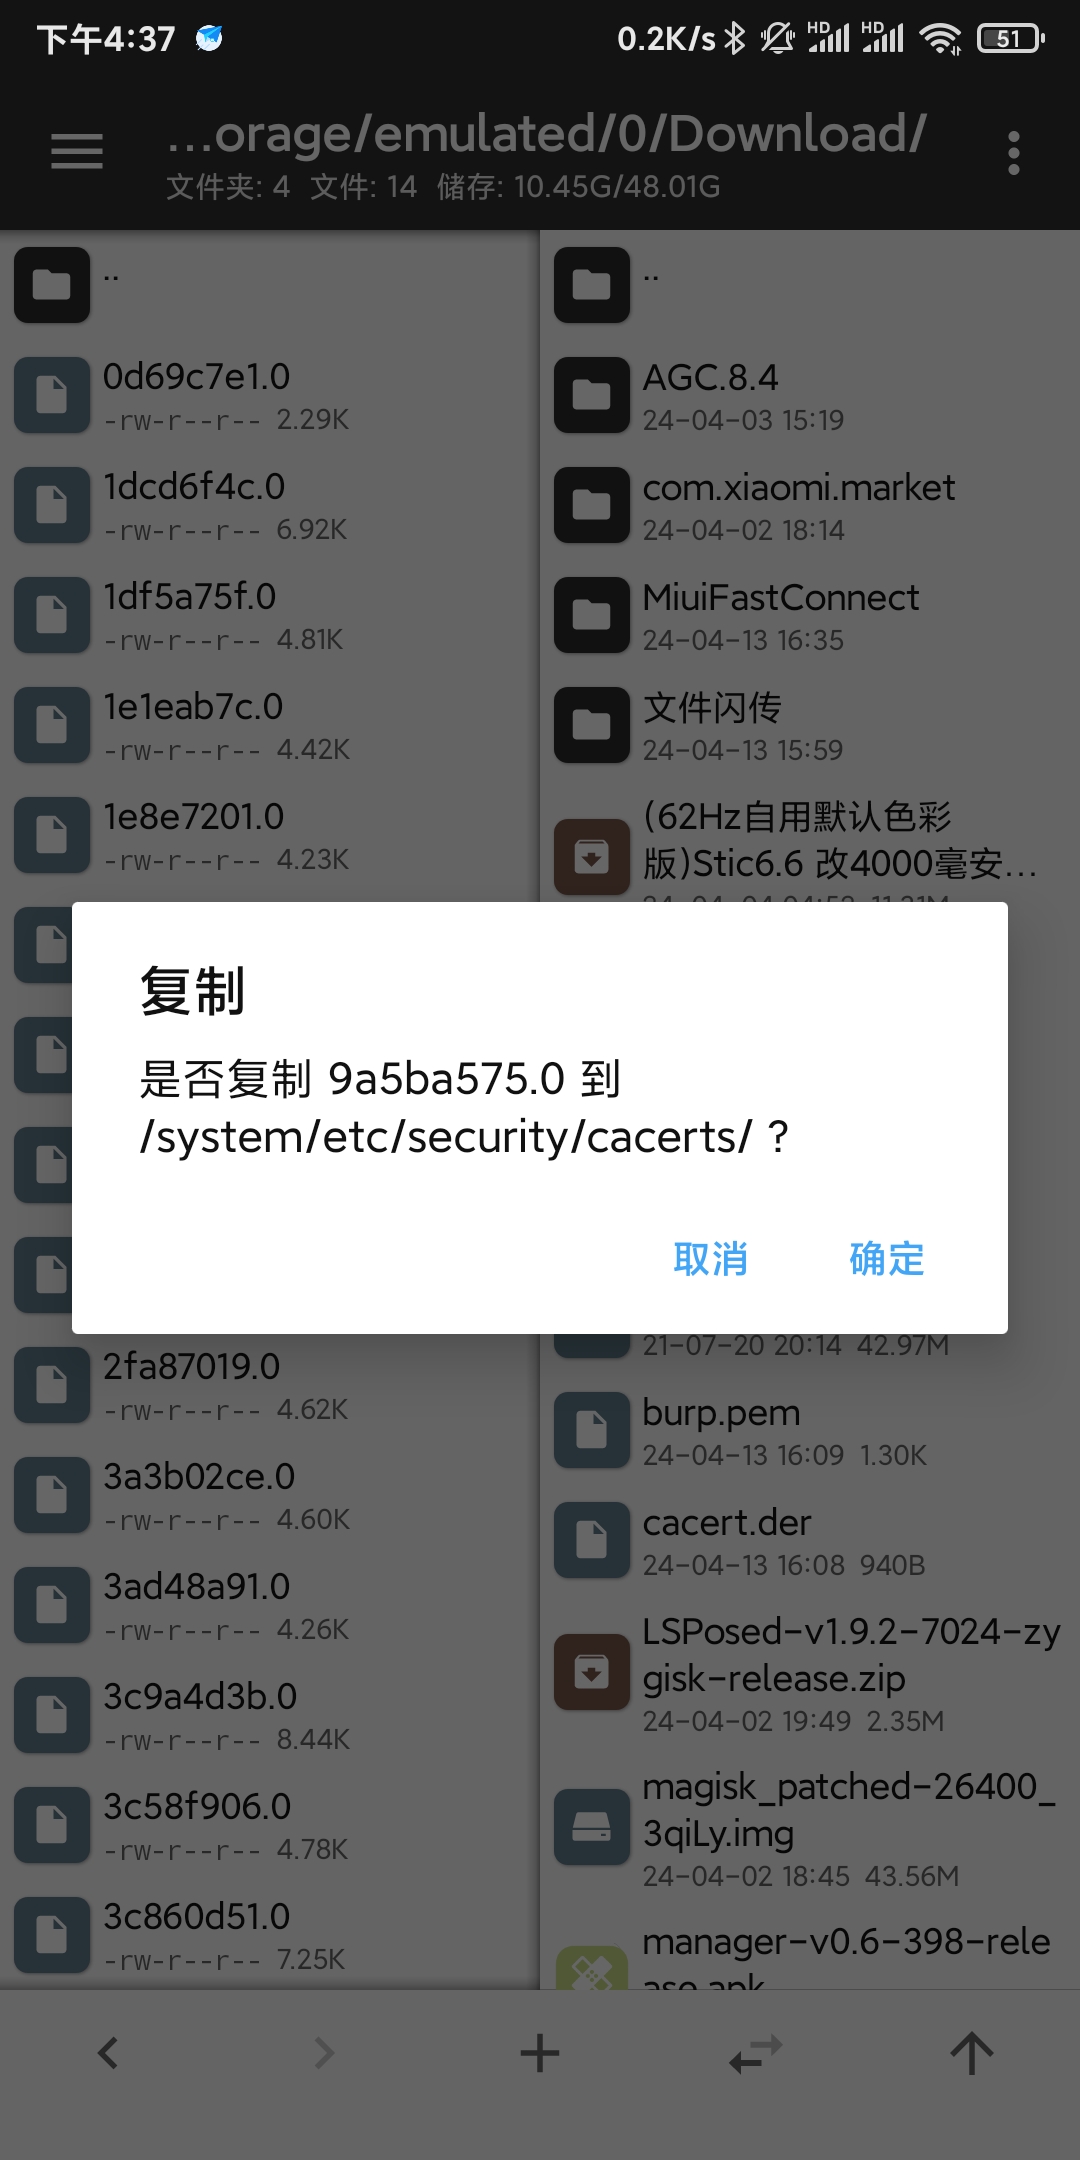 下午4:37
0.2K/s
HD
HD
51
...orage/emulated/0/Download/
文件夹: 4 文件: 14 储存: 10.45G/48.01G
..
0d69c7e1.0
-rw-r--r-- 2.29K
1dcd6f4c.0
-rw-r--r-- 6.92K
1df5a75f.0
-rw-r--r-- 4.81K
1e1eab7c.0
-rw-r--r-- 4.42K
1e8e7201.0
-rw-r--r-- 4.23K
..
AGC.8.4
24-04-03 15:19
com.xiaomi.market
24-04-02 18:14
MiuiFastConnect
24-04-13 16:35
文件闪传
24-04-13 15:59
(62Hz自用默认色彩
版)Stic6.6 改4000毫安...
复制
是否复制 9a5ba575.0 到
/system/etc/security/cacerts/ ?
取消
确定
2fa87019.0
-rw-r--r-- 4.62K
3a3b02ce.0
-rw-r--r-- 4.60K
3ad48a91.0
-rw-r--r-- 4.26K
3c9a4d3b.0
-rw-r--r-- 8.44K
3c58f906.0
-rw-r--r-- 4.78K
3c860d51.0
-rw-r--r-- 7.25K
21-07-20 20:14 42.97M
burp.pem
24-04-13 16:09 1.30K
cacert.der
24-04-13 16:08 940B
LSPosed-v1.9.2-7024-zy
gisk-release.zip
24-04-02 19:49 2.35M
magisk_patched-26400_
3qiLy.img
24-04-02 18:45 43.56M
manager-v0.6-398-rele
ase.apk